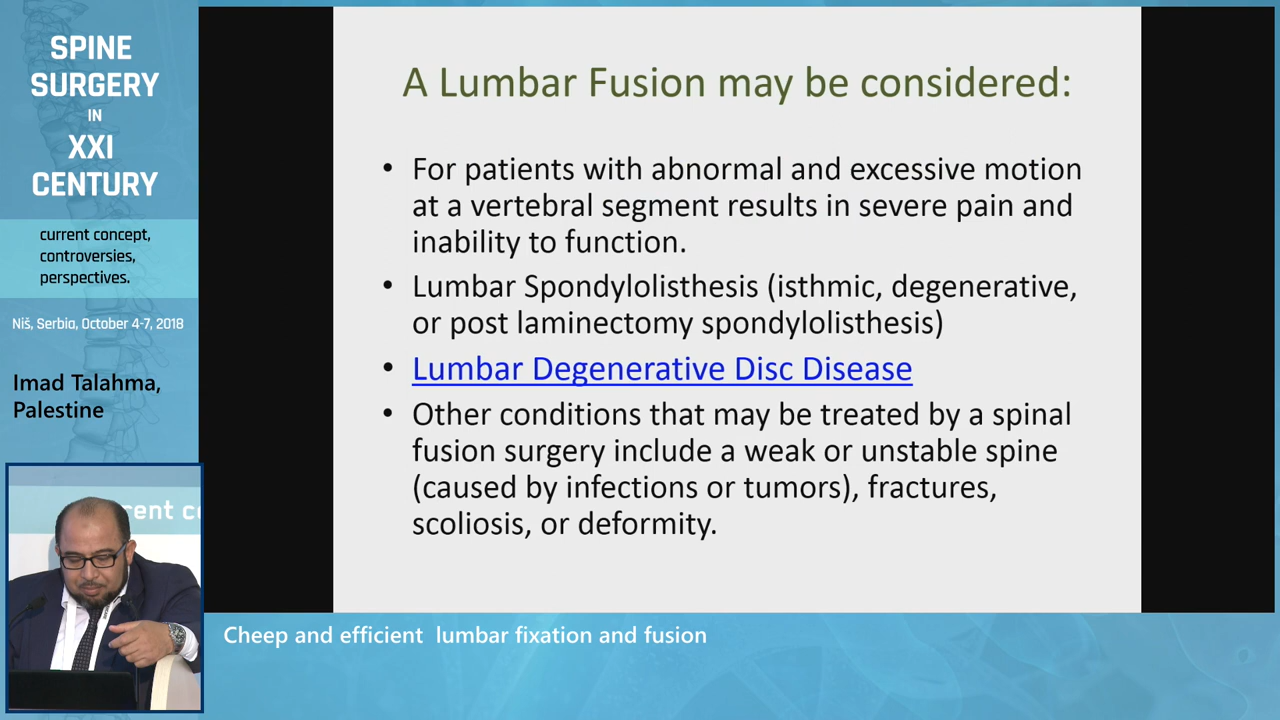 SPINE
SURGERY
IN
XXI
CENTURY
current concept,
controversies,
perspectives.
Niš, Serbia, October 4-7, 2018
Imad Talahma,
Palestine
rent c
A Lumbar Fusion may be considered:
• For patients with abnormal and excessive motion
at a vertebral segment results in severe pain and
inability to function.
• Lumbar Spondylolisthesis (isthmic, degenerative,
or post laminectomy spondylolisthesis)
• Lumbar Degenerative Disc Disease
• Other conditions that may be treated by a spinal
fusion surgery include a weak or unstable spine
(caused by infections or tumors), fractures,
scoliosis, or deformity.
Cheep and efficient lumbar fixation and fusion